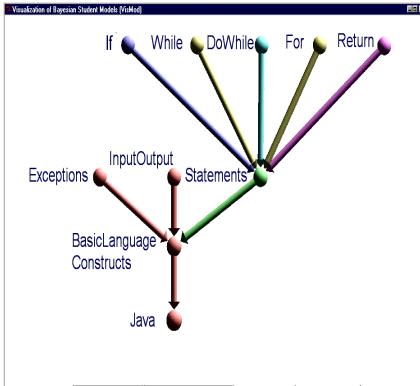 Visualization of Bayesian Student Models (VisMod)
If While DoWhile For Return
InputOutput
Exceptions Statements
BasicLanguage
Constructs
Java